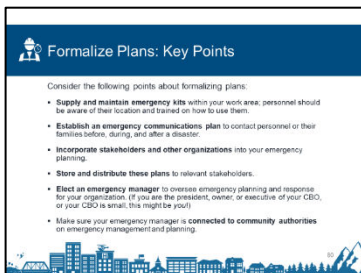 Formalize Plans: Key Points
Consider the following points about formalizing plans:
• Supply and maintain emergency kits within your work area; personnel should
be aware of their location and trained on how to use them.
• Establish an emergency communications plan to contact personnel or their
families before, during, and after a disaster.
• Incorporate stakeholders and other organizations into your emergency
planning.
• Store and distribute these plans to relevant stakeholders.
• Elect an emergency manager to oversee emergency planning and response
for your organization. (If you are the president, owner, or executive of your CBO,
or your CBO is small, this might be you!)
• Make sure your emergency manager is connected to community authorities
on emergency management and planning.
60